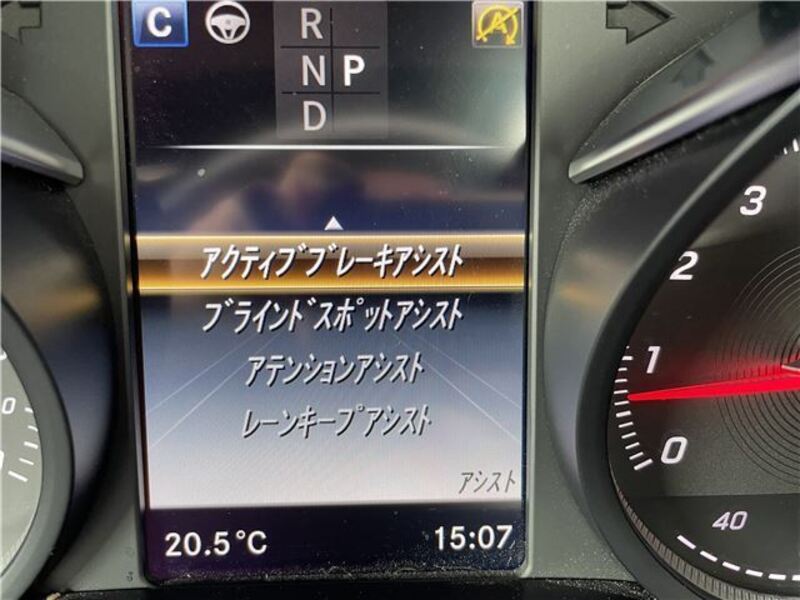 C
R
N P
D
アクティブブレーキアシスト
ブラインドスポットアシスト
アテンションアシスト
レーンキープアシスト
アシスト
20.5°C
15:07
3
2
1
0
40